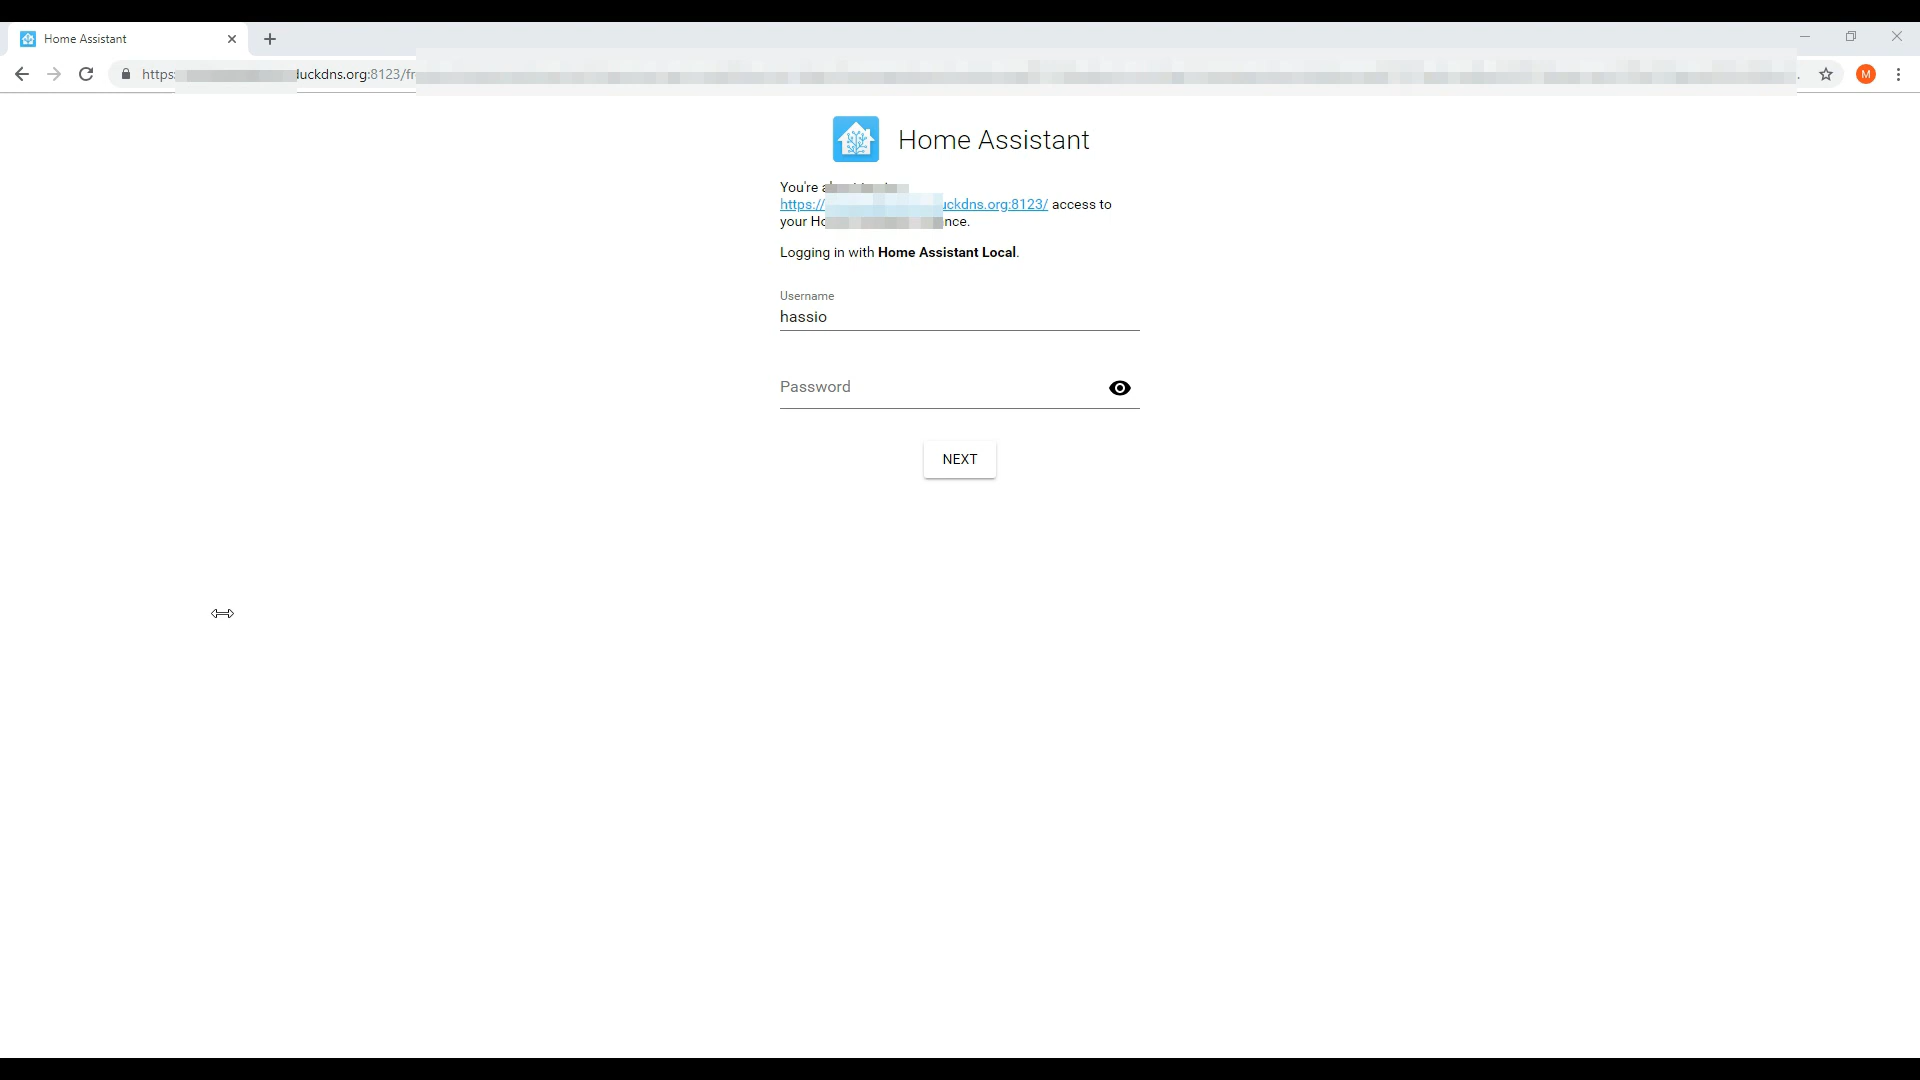 Home Assistant
https: duckdns.org:8123/fr
M
Home Assistant
You're
https:// uckdns.org:8123/ access to
your nce.
Logging in with Home Assistant Local.
Username
hassio
Password
NEXT